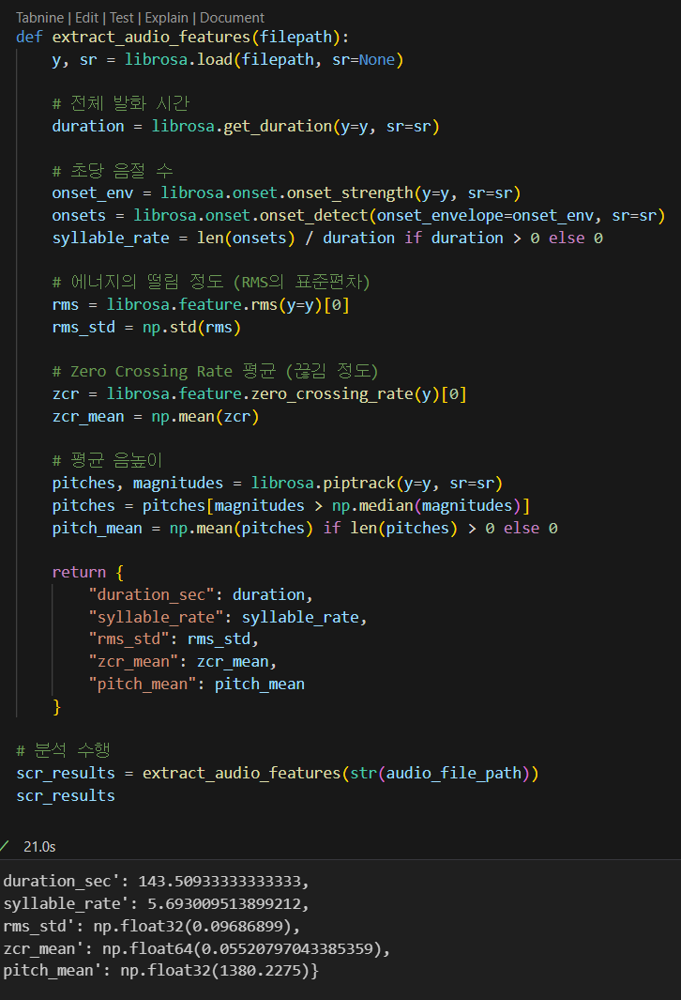 Tabnine | Edit | Test | Explain | Document
def extract_audio_features(filepath):
    y, sr = librosa.load(filepath, sr=None)

    # 전체 발화 시간
    duration = librosa.get_duration(y=y, sr=sr)

    # 초당 음절 수
    onset_env = librosa.onset.onset_strength(y=y, sr=sr)
    onsets = librosa.onset.onset_detect(onset_envelope=onset_env, sr=sr)
    syllable_rate = len(onsets) / duration if duration > 0 else 0

    # 에너지의 떨림 정도 (RMS의 표준편차)
    rms = librosa.feature.rms(y=y)[0]
    rms_std = np.std(rms)

    # Zero Crossing Rate 평균 (끊김 정도)
    zcr = librosa.feature.zero_crossing_rate(y)[0]
    zcr_mean = np.mean(zcr)

    # 평균 음높이
    pitches, magnitudes = librosa.piptrack(y=y, sr=sr)
    pitches = pitches[magnitudes > np.median(magnitudes)]
    pitch_mean = np.mean(pitches) if len(pitches) > 0 else 0

    return {
        "duration_sec": duration,
        "syllable_rate": syllable_rate,
        "rms_std": rms_std,
        "zcr_mean": zcr_mean,
        "pitch_mean": pitch_mean
    }

# 분석 수행
scr_results = extract_audio_features(str(audio_file_path))
scr_results
✓ 21.0s
duration_sec': 143.50933333333333,
syllable_rate': 5.693009513899212,
rms_std': np.float32(0.09686899),
zcr_mean': np.float64(0.05520797043385359),
pitch_mean': np.float32(1380.2275)}